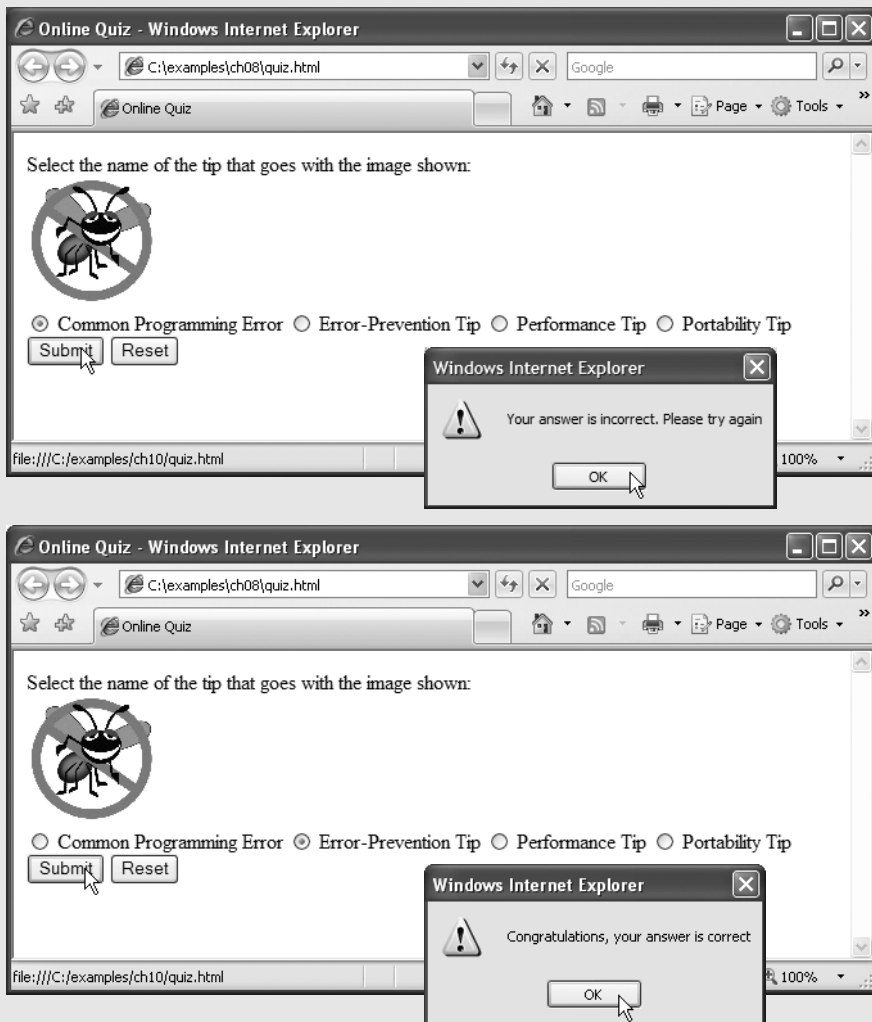 Online Quiz - Windows Internet Explorer
C:\examples\ch08\quiz.html
Google
Online Quiz
Page
Tools
»
Select the name of the tip that goes with the image shown:
Common Programming Error Error-Prevention Tip Performance Tip Portability Tip
Submit Reset
Windows Internet Explorer
Your answer is incorrect. Please try again
OK
file:///C:/examples/ch10/quiz.html
100%
Online Quiz - Windows Internet Explorer
C:\examples\ch08\quiz.html
Google
Online Quiz
Page
Tools
»
Select the name of the tip that goes with the image shown:
Common Programming Error Error-Prevention Tip Performance Tip Portability Tip
Submit Reset
Windows Internet Explorer
Congratulations, your answer is correct
OK
file:///C:/examples/ch10/quiz.html
100%